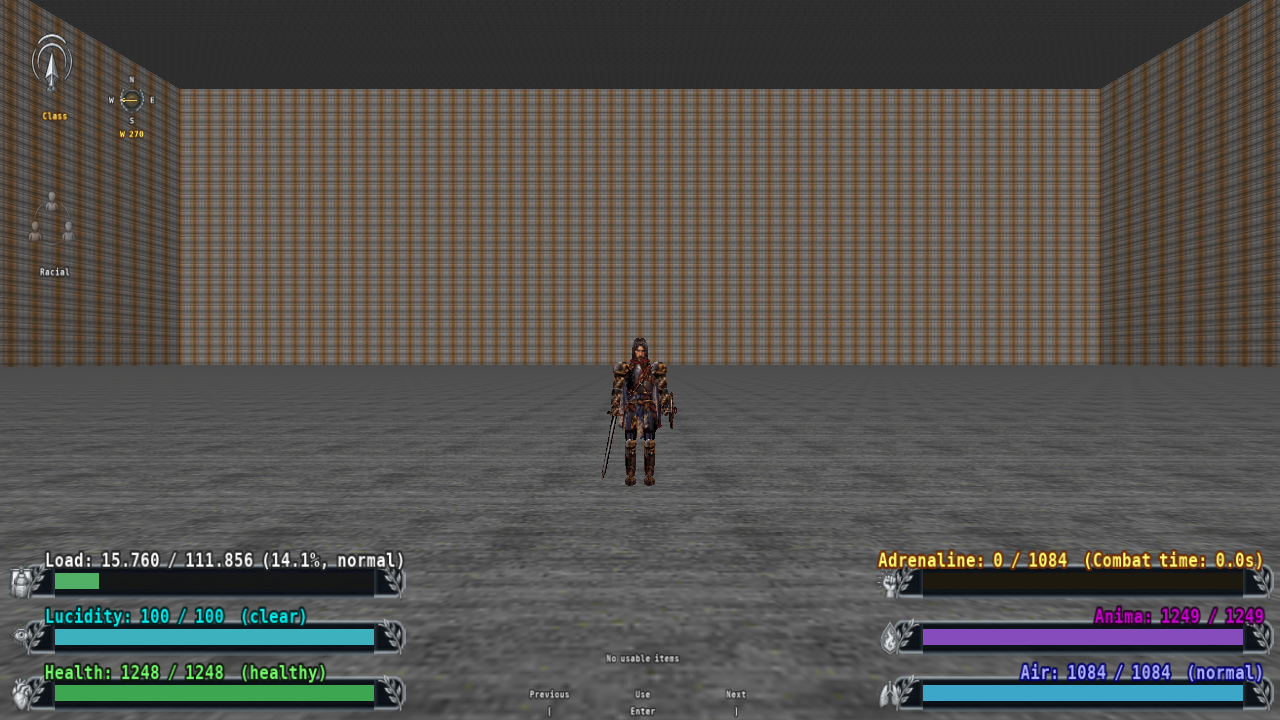 N
W E
S
W 270
Class
Racial
Load: 15.760 / 111.856 (14.1%, normal)
Lucidity: 100 / 100 (clear)
Health: 1248 / 1248 (healthy)
Adrenaline: 0 / 1084 (Combat time: 0.0s)
Anima: 1249 / 1249
Air: 1084 / 1084 (normal)
No usable items
Previous Use Next
| Enter |